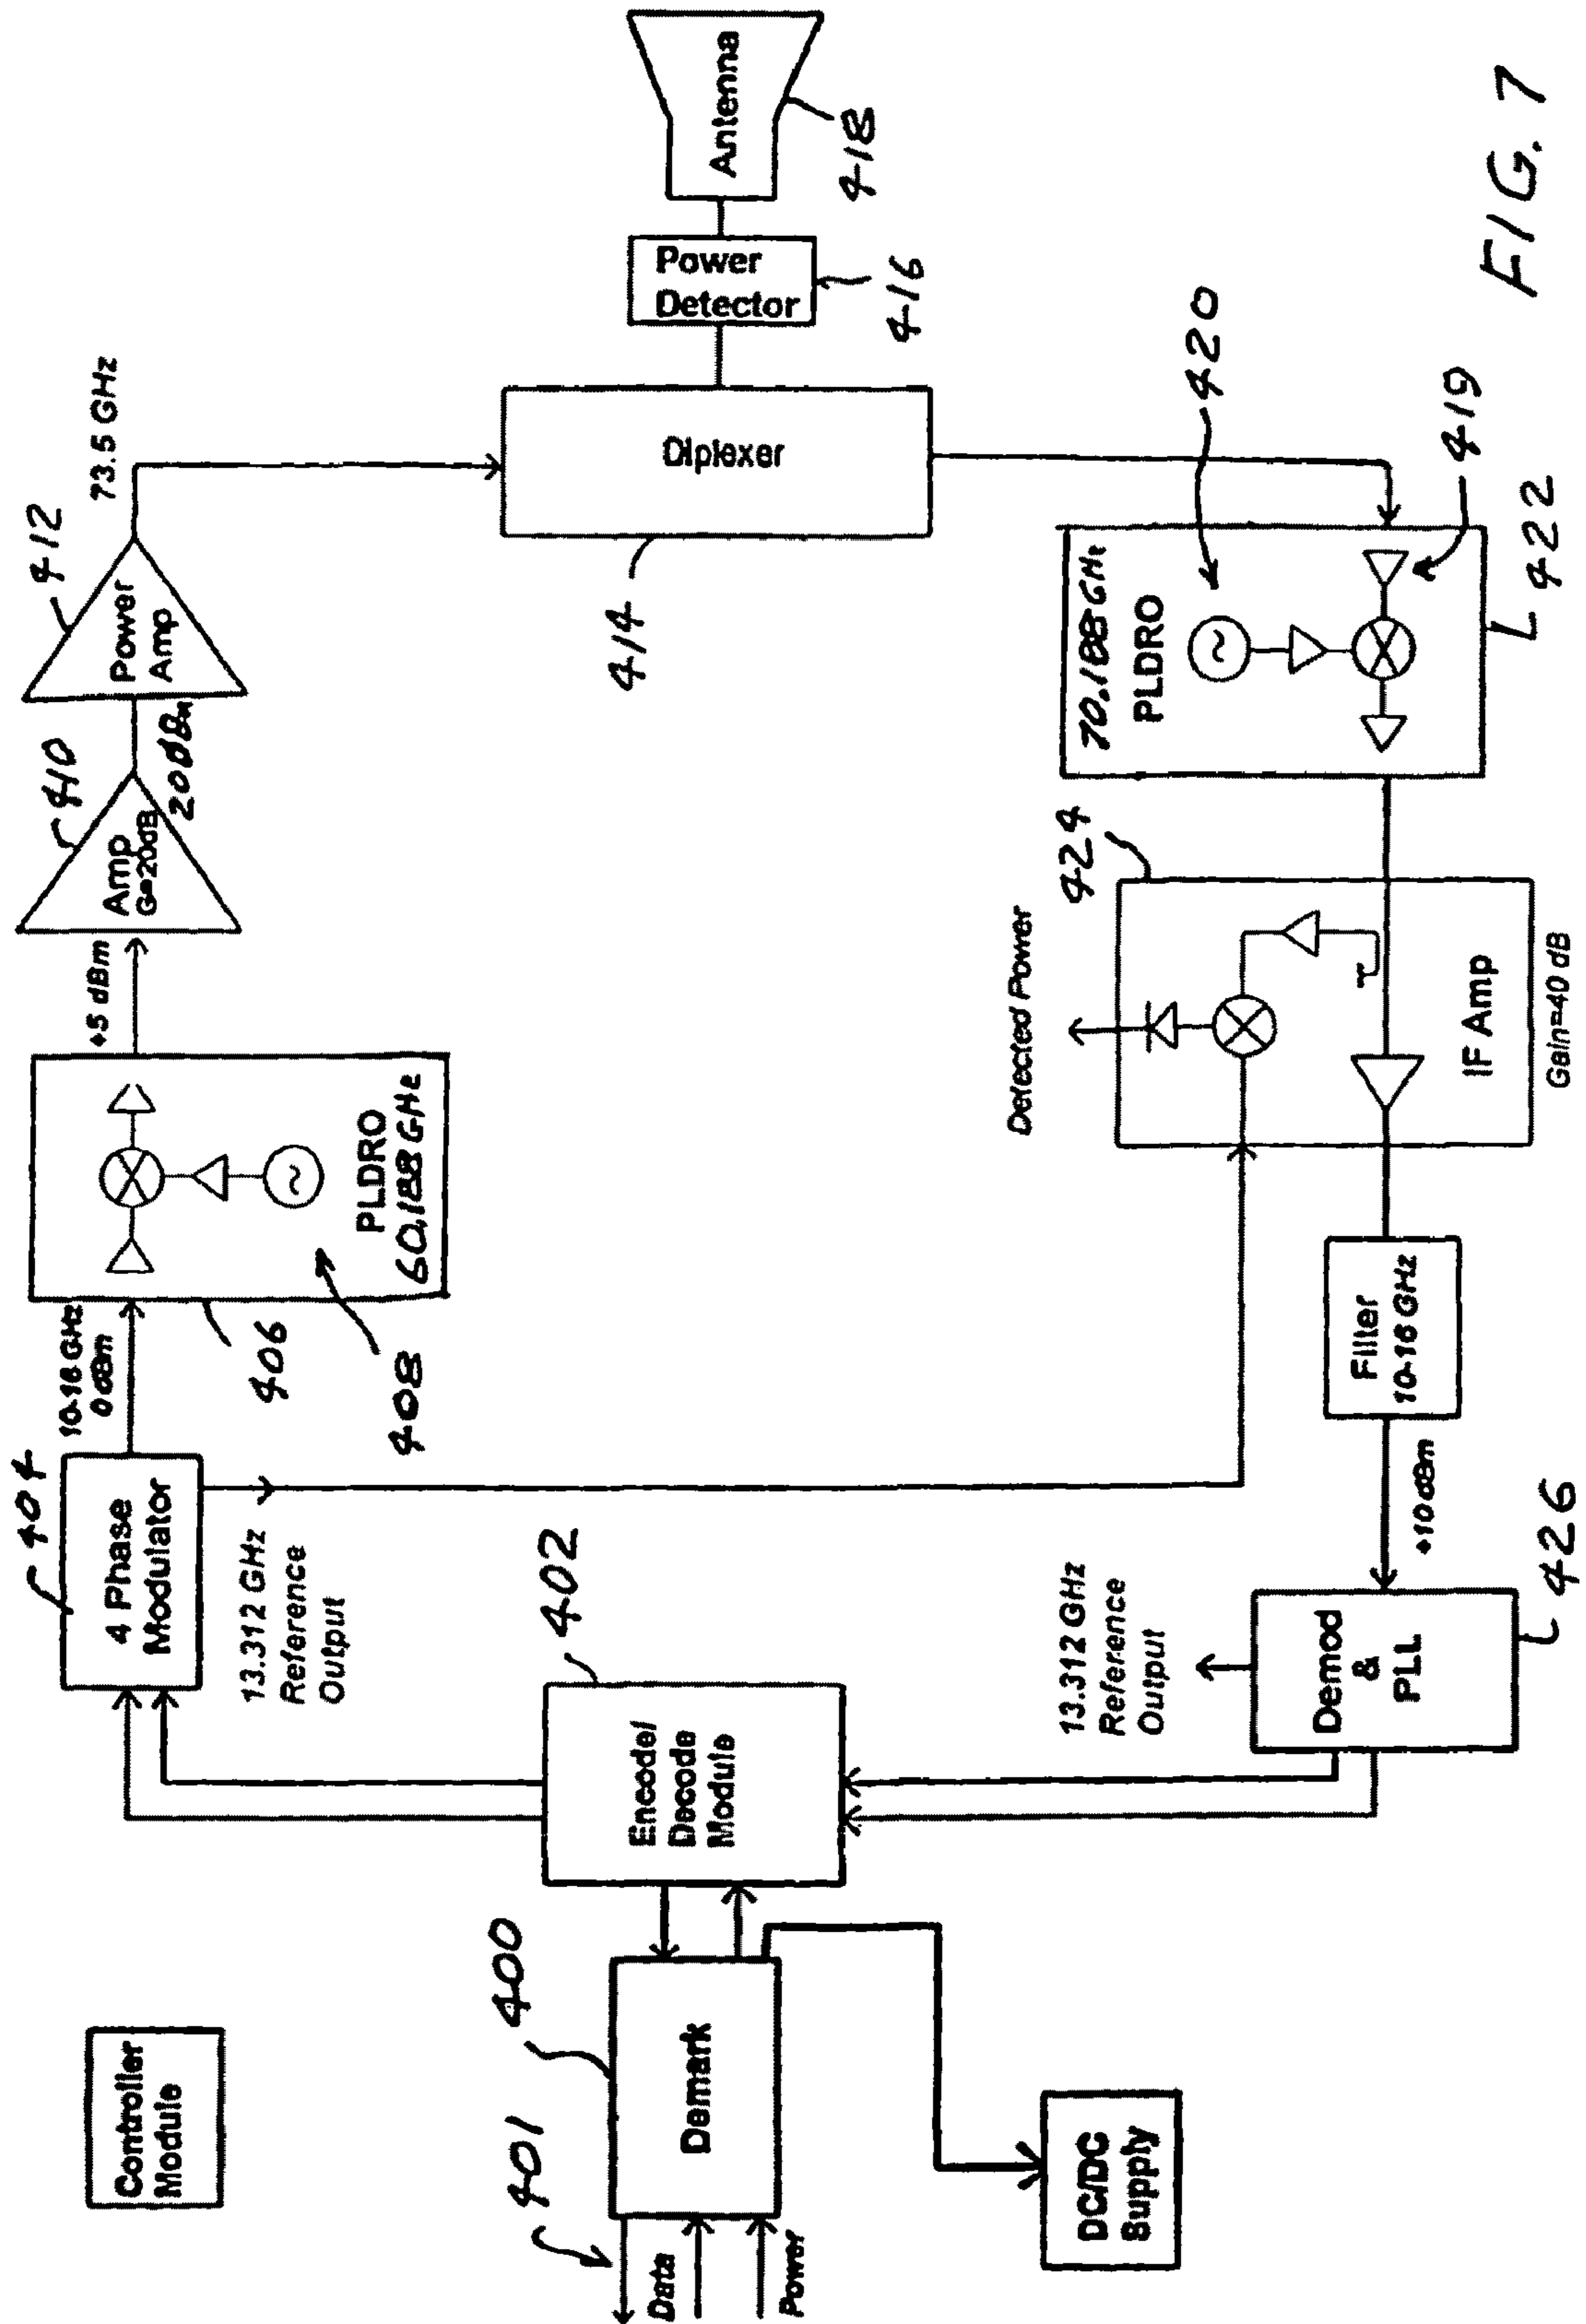 Controller
Module
401
Data
Power
400
Demark
DC/DC
Supply
402
Encode/
Decode
Module
404
4 Phase
Modulator
13.312 GHz
Reference
Output
10-16 GHz
0 dBm
406
408
PLDRO
60.188 GHz
+5 dBm
410
Amp
G=20dB
20dBm
412
Power
Amp
73.5 GHz
414
Diplexer
Power
Detector
416
Antenna
418
420
70.188 GHz
PLDRO
419
422
424
Detected Power
IF Amp
Gain=40 dB
Filter
10-16 GHz
+10 dBm
13.312 GHz
Reference
Output
Demod
&
PLL
426
FIG. 7